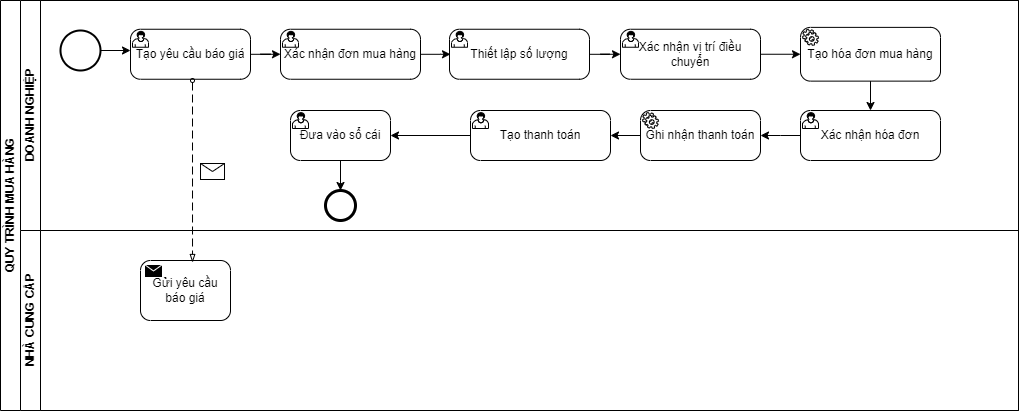 QUY TRÌNH MUA HÀNG
DOANH NGHIỆP
Tạo yêu cầu báo giá
Xác nhận đơn mua hàng
Thiết lập số lượng
Xác nhận vị trí điều
chuyển
Tạo hóa đơn mua hàng
Đưa vào sổ cái
Tạo thanh toán
Ghi nhận thanh toán
Xác nhận hóa đơn
NHÀ CUNG CẤP
Gửi yêu cầu
báo giá